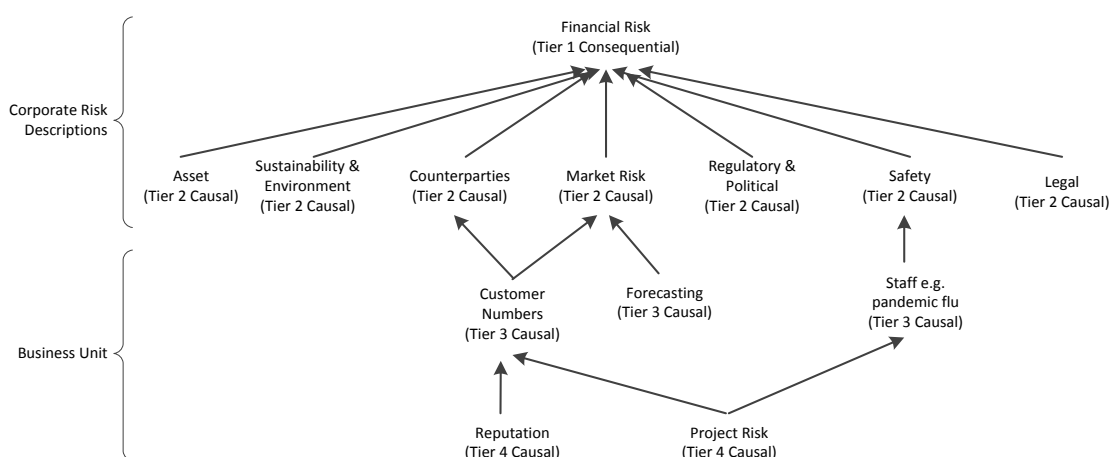 Financial Risk
(Tier 1 Consequential)
Corporate Risk
Descriptions
Asset
(Tier 2 Causal)
Sustainability &
Environment
(Tier 2 Causal)
Counterparties
(Tier 2 Causal)
Market Risk
(Tier 2 Causal)
Regulatory &
Political
(Tier 2 Causal)
Safety
(Tier 2 Causal)
Legal
(Tier 2 Causal)
Business Unit
Customer
Numbers
(Tier 3 Causal)
Forecasting
(Tier 3 Causal)
Staff e.g.
pandemic flu
(Tier 3 Causal)
Reputation
(Tier 4 Causal)
Project Risk
(Tier 4 Causal)